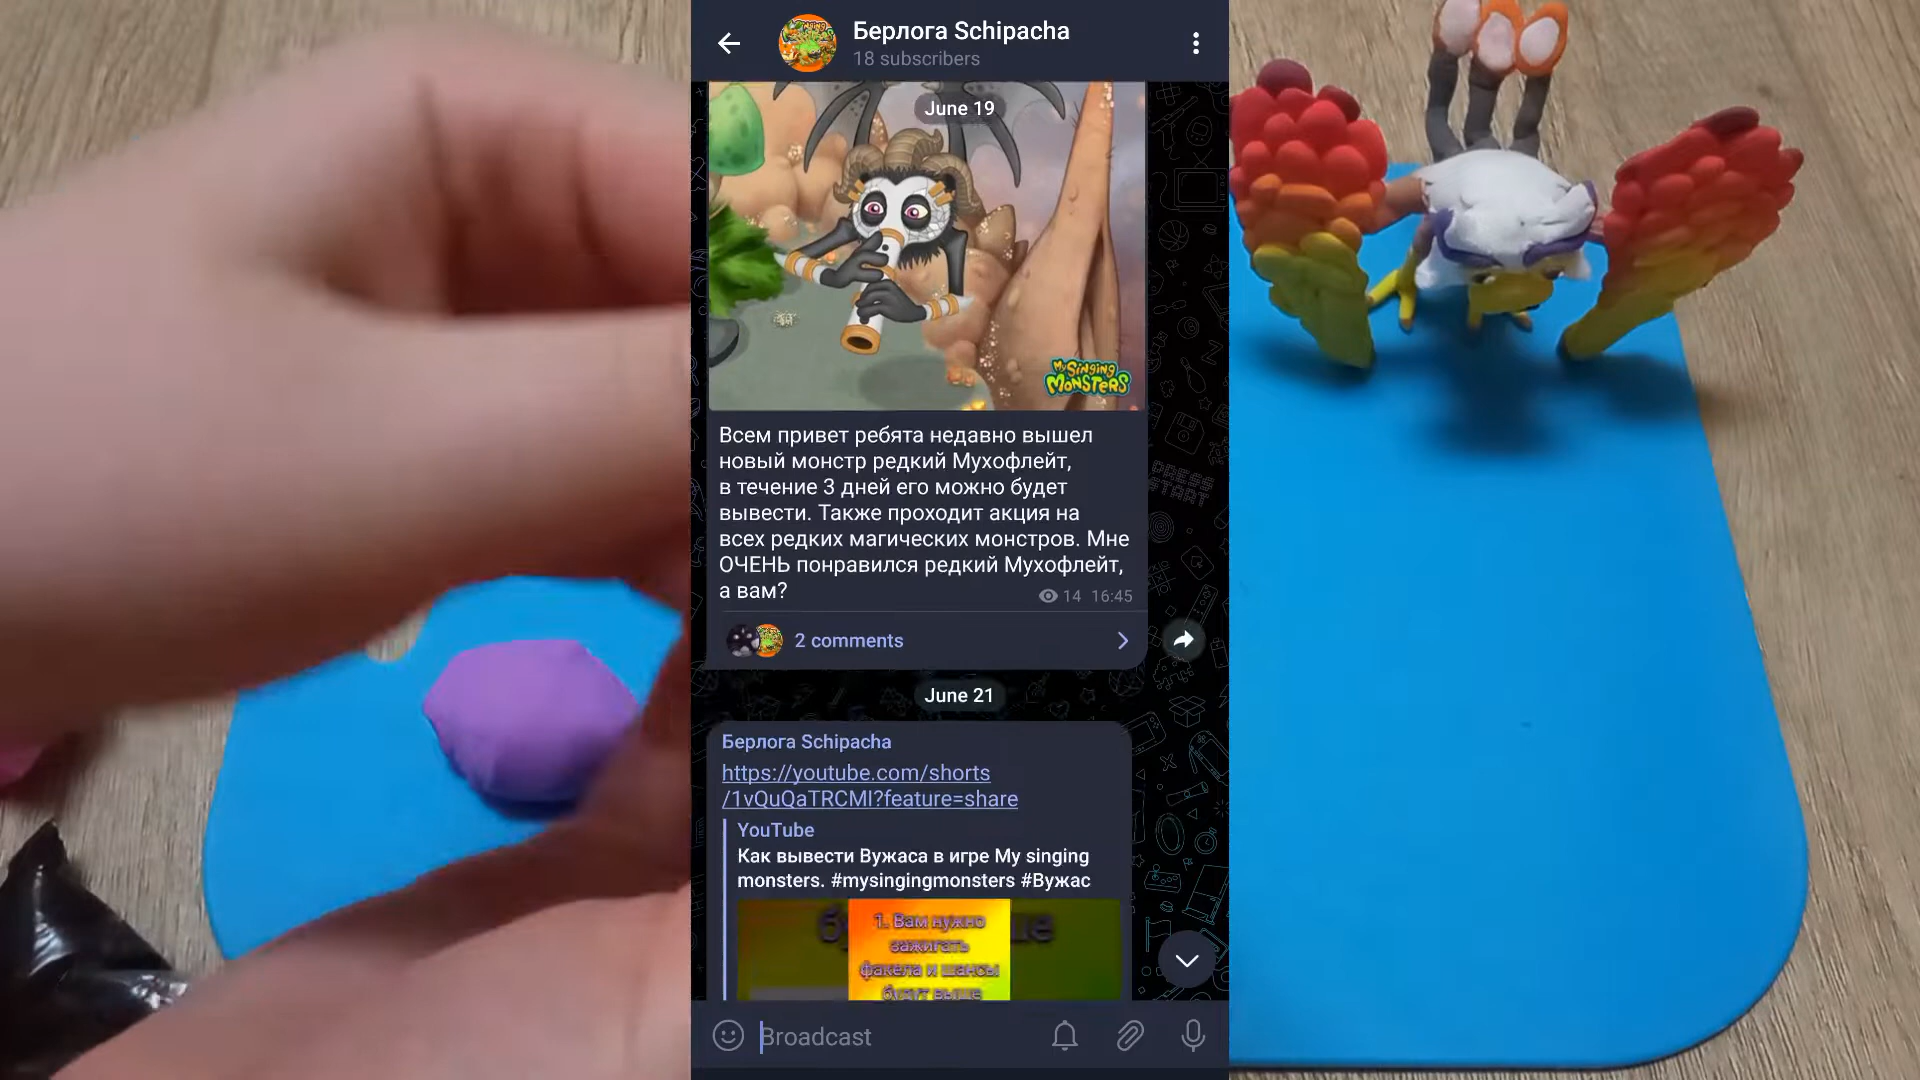 Берлога Schipacha
18 subscribers
June 19
My Singing
MONSTERS
Всем привет ребята недавно вышел
новый монстр редкий Мухофлейт,
в течение 3 дней его можно будет
вывести. Также проходит акция на
всех редких магических монстров. Мне
ОЧЕНЬ понравился редкий Мухофлейт,
а вам?
14 16:45
2 comments
June 21
Берлога Schipacha
https://youtube.com/shorts
/1vQuQaTRCMI?feature=share
YouTube
Как вывести Вужаса в игре My singing
monsters. #mysingingmonsters #Вужас
1. Вам нужно
зажигать
факела и шансы
будут выше
Broadcast